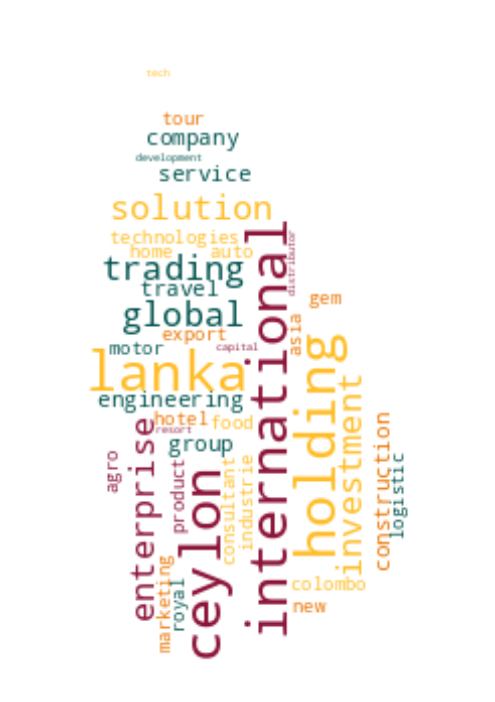 tech
tour
company
development
service
solution
technologies
home auto
trading
travel
distributor
international
global
gem
export
asia
motor
capital
lanka
holding
engineering
investment
hotel food
resort
enterprise
group
construction
agro
product
ceylon
consultant
industrie
logistic
marketing
royal
colombo
new